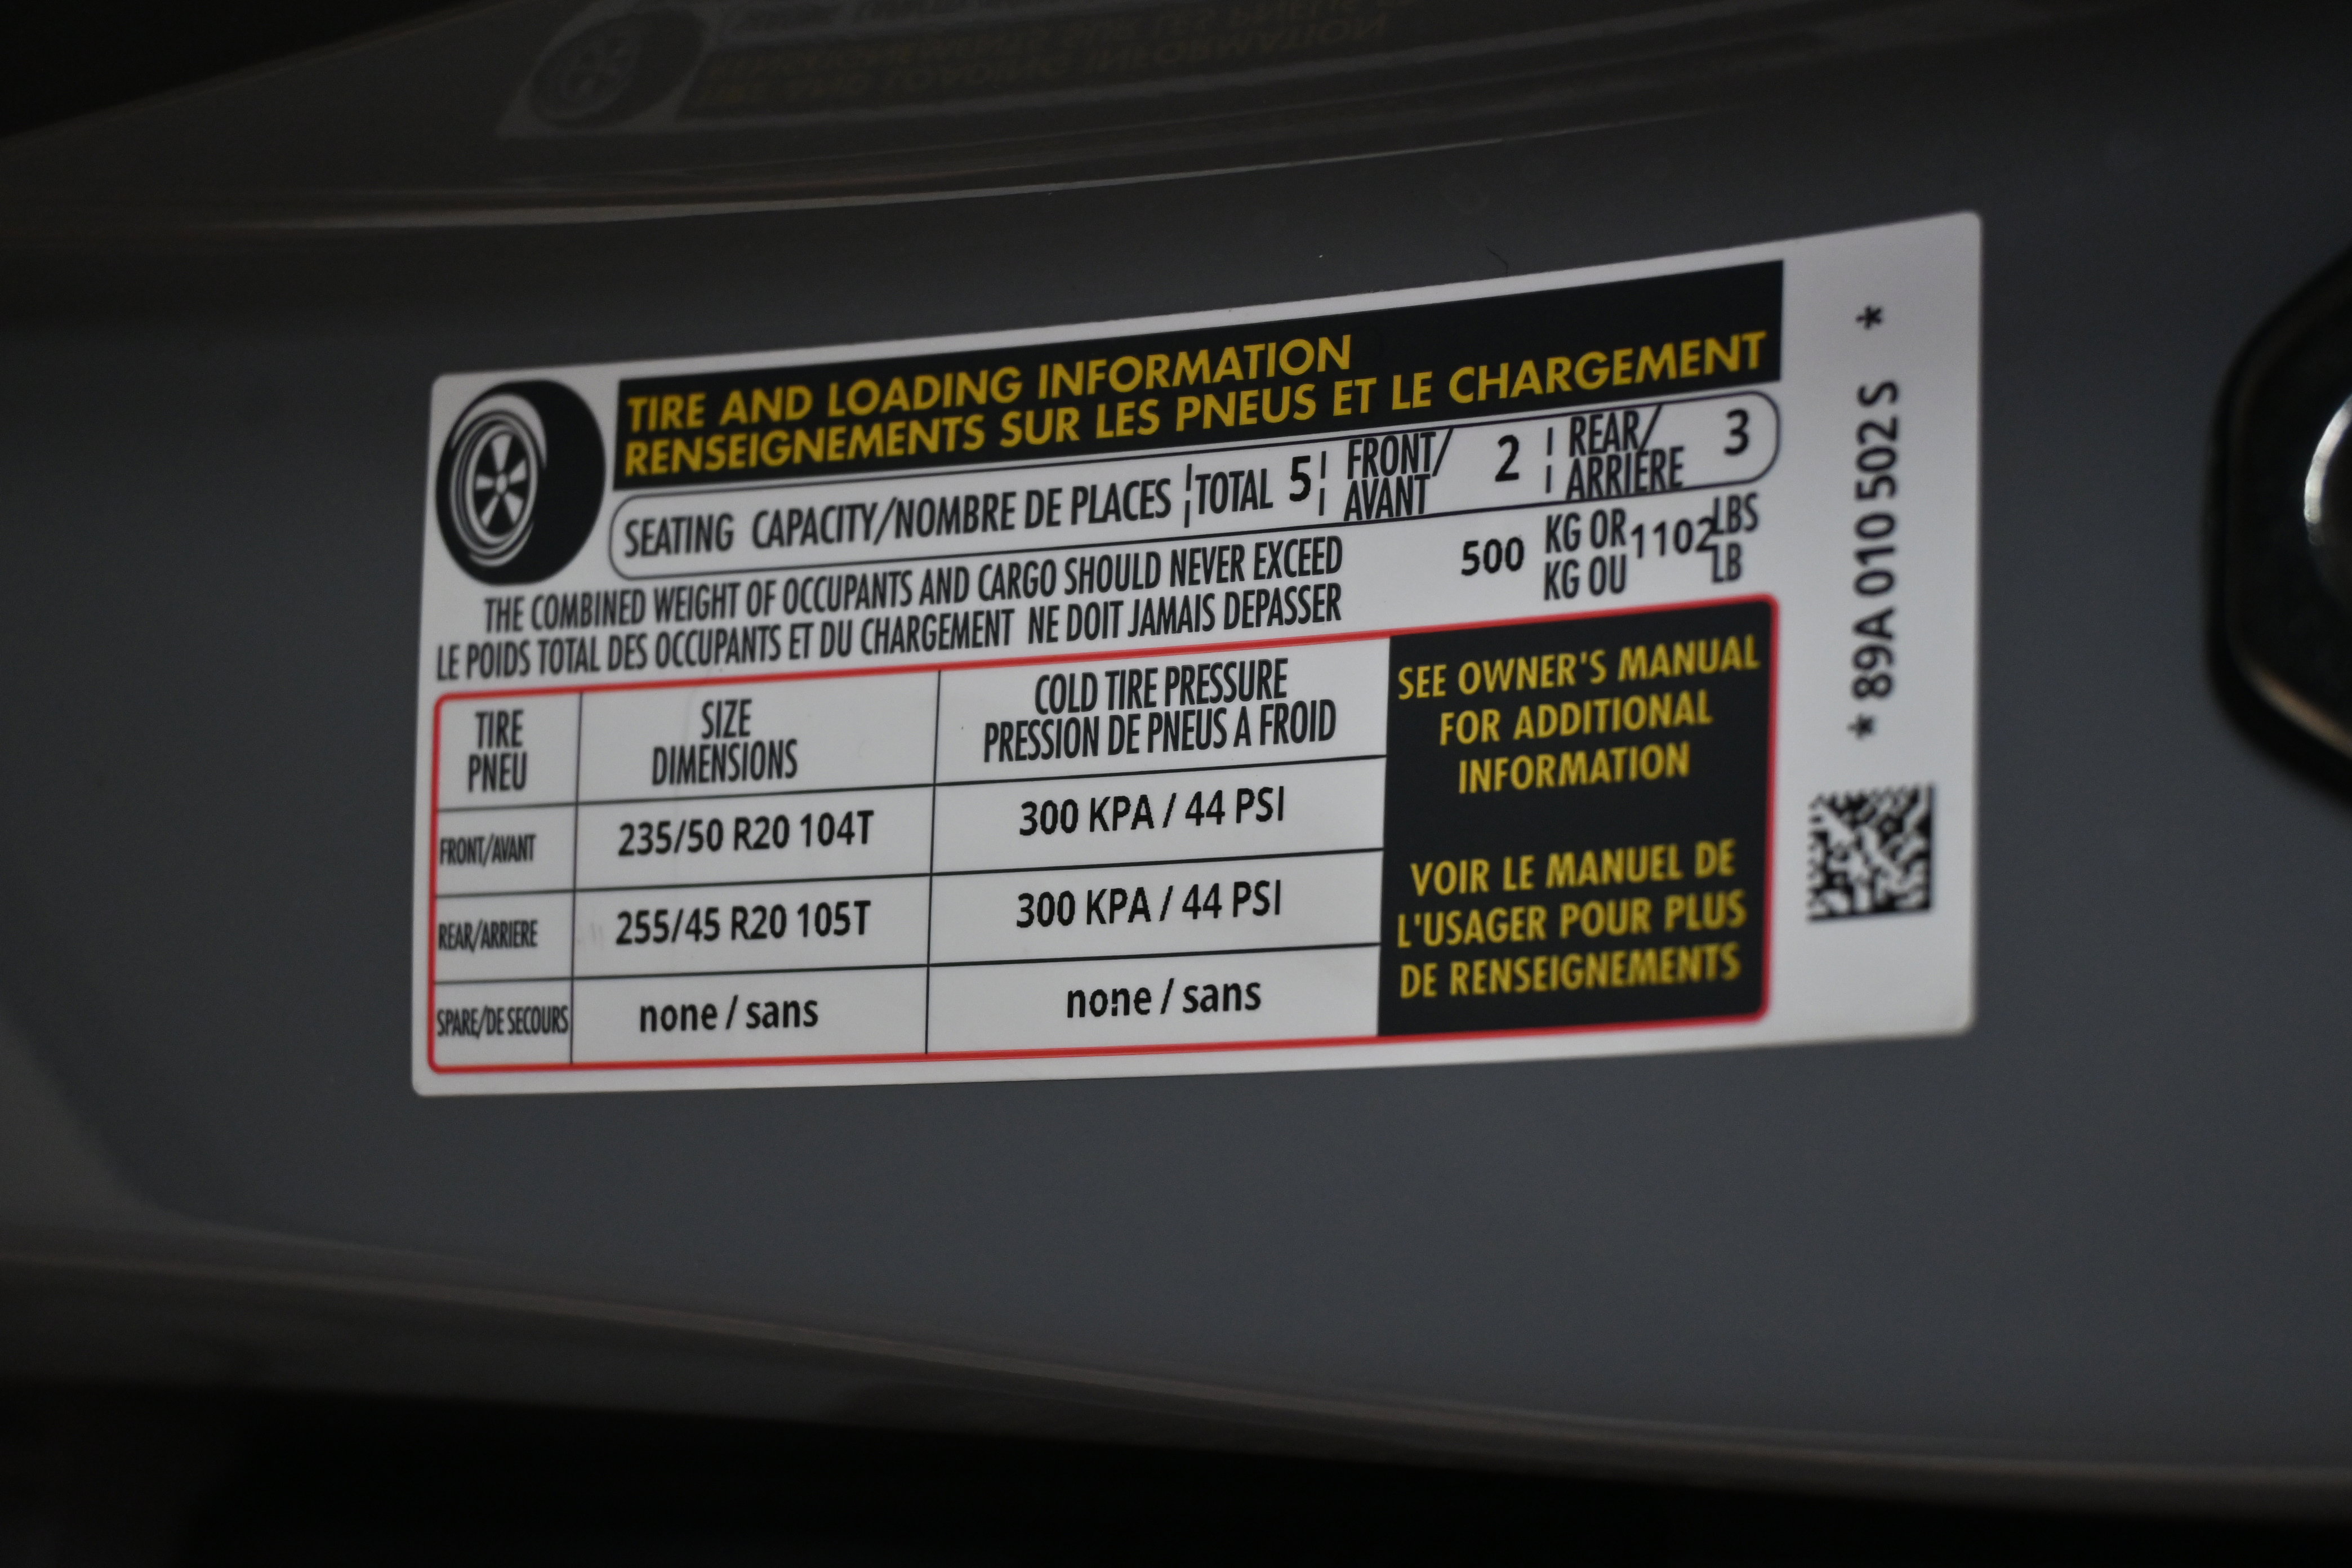 TIRE AND LOADING INFORMATION
RENSEIGNEMENTS SUR LES PNEUS ET LE CHARGEMENT
SEATING CAPACITY/NOMBRE DE PLACES TOTAL 5 FRONT/AVANT 2 REAR/ARRIÈRE 3
THE COMBINED WEIGHT OF OCCUPANTS AND CARGO SHOULD NEVER EXCEED 500 KG OR 1102 LBS
LE POIDS TOTAL DES OCCUPANTS ET DU CHARGEMENT NE DOIT JAMAIS DEPASSER KG OU LB
TIRE SIZE COLD TIRE PRESSURE
PNEU DIMENSIONS PRESSION DE PNEUS A FROID
FRONT/AVANT 235/50 R20 104T 300 KPA / 44 PSI
REAR/ARRIERE 255/45 R20 105T 300 KPA / 44 PSI
SPARE/DE SECOURS none / sans none / sans
SEE OWNER'S MANUAL
FOR ADDITIONAL
INFORMATION
VOIR LE MANUEL DE
L'USAGER POUR PLUS
DE RENSEIGNEMENTS
* 89A 010 502 S *